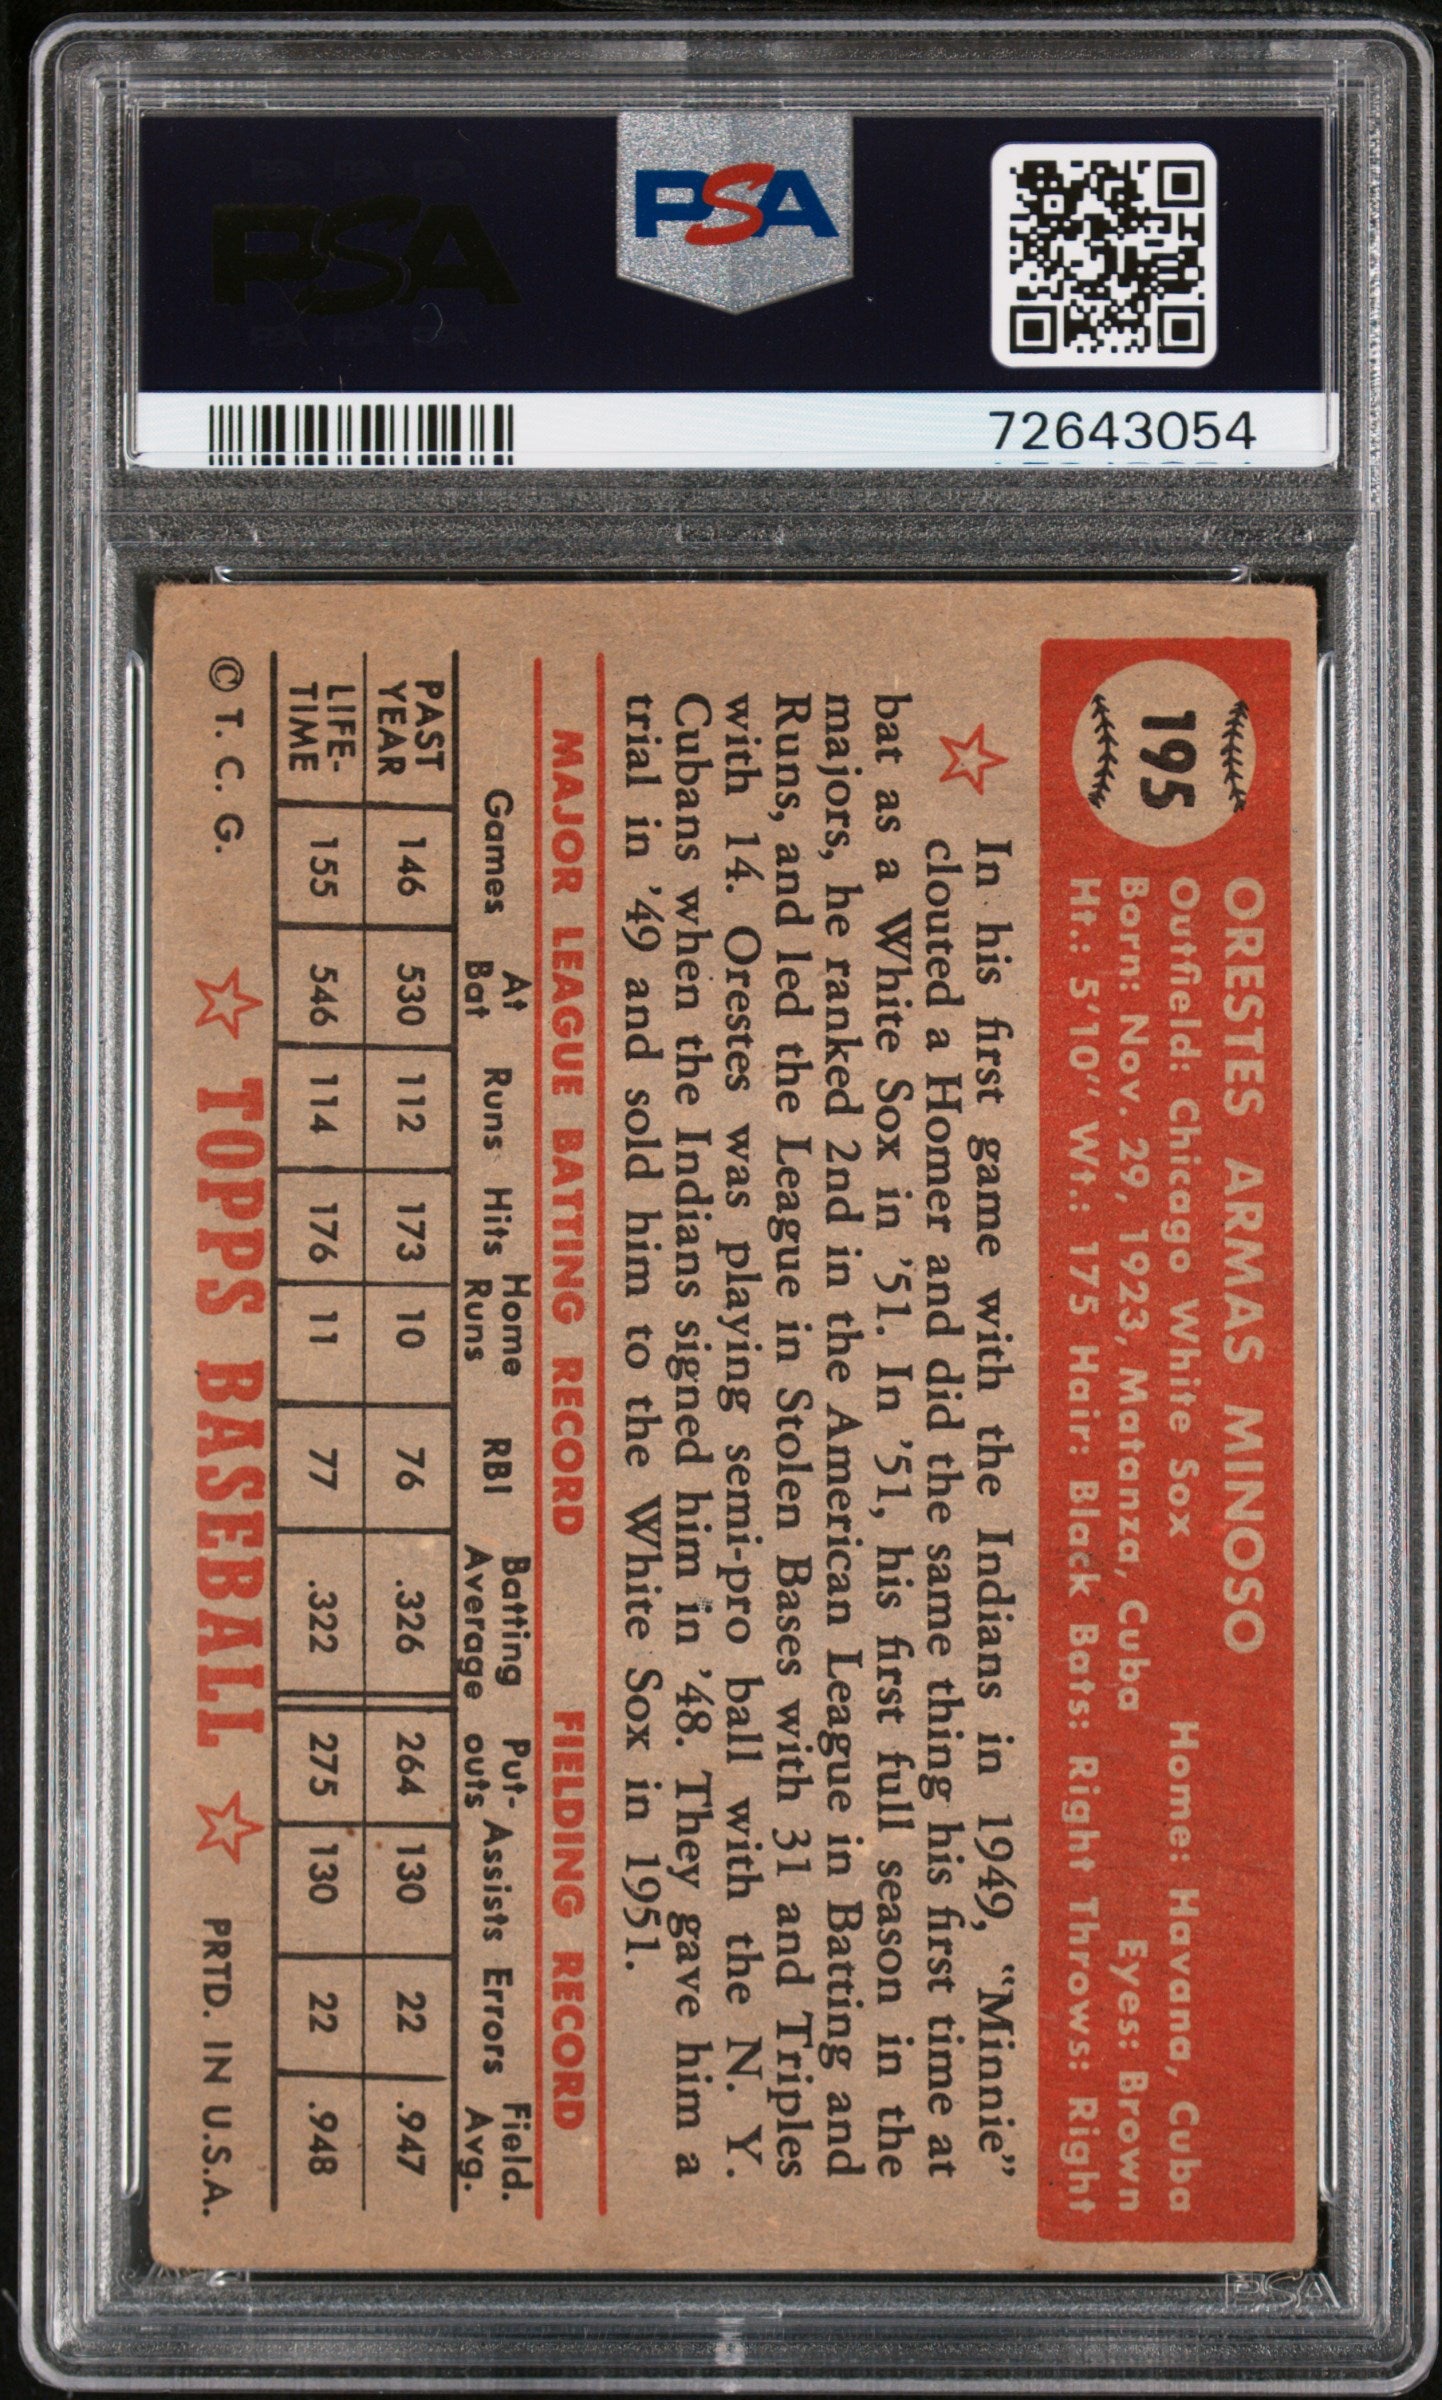 PSA
PSA
72643054
195
ORESTES ARMAS MINOSO
Outfield: Chicago White Sox Home: Havana, Cuba
Born: Nov. 29, 1923, Matanza, Cuba Eyes: Brown
Ht.: 5'10" Wt.: 175 Hair: Black Bats: Right Throws: Right
In his first game with the Indians in 1949, "Minnie"
clouted a Homer and did the same thing his first time at
bat as a White Sox in '51. In '51, his first full season in the
majors, he ranked 2nd in the American League in Batting and
Runs, and led the League in Stolen Bases with 31 and Triples
with 14. Orestes was playing semi-pro ball with the N. Y.
Cubans when the Indians signed him in '48. They gave him a
trial in '49 and sold him to the White Sox in 1951.
MAJOR LEAGUE BATTING RECORD FIELDING RECORD
Games At Bat Runs Hits Home Runs RBI Batting Average Put-outs Assists Errors Field. Avg.
PAST YEAR 146 530 112 173 10 76 .326 264 130 22 .947
LIFE-TIME 155 546 114 176 11 77 .322 275 130 22 .948
© T. C. G. TOPPS BASEBALL PRTD. IN U.S.A.
PSA